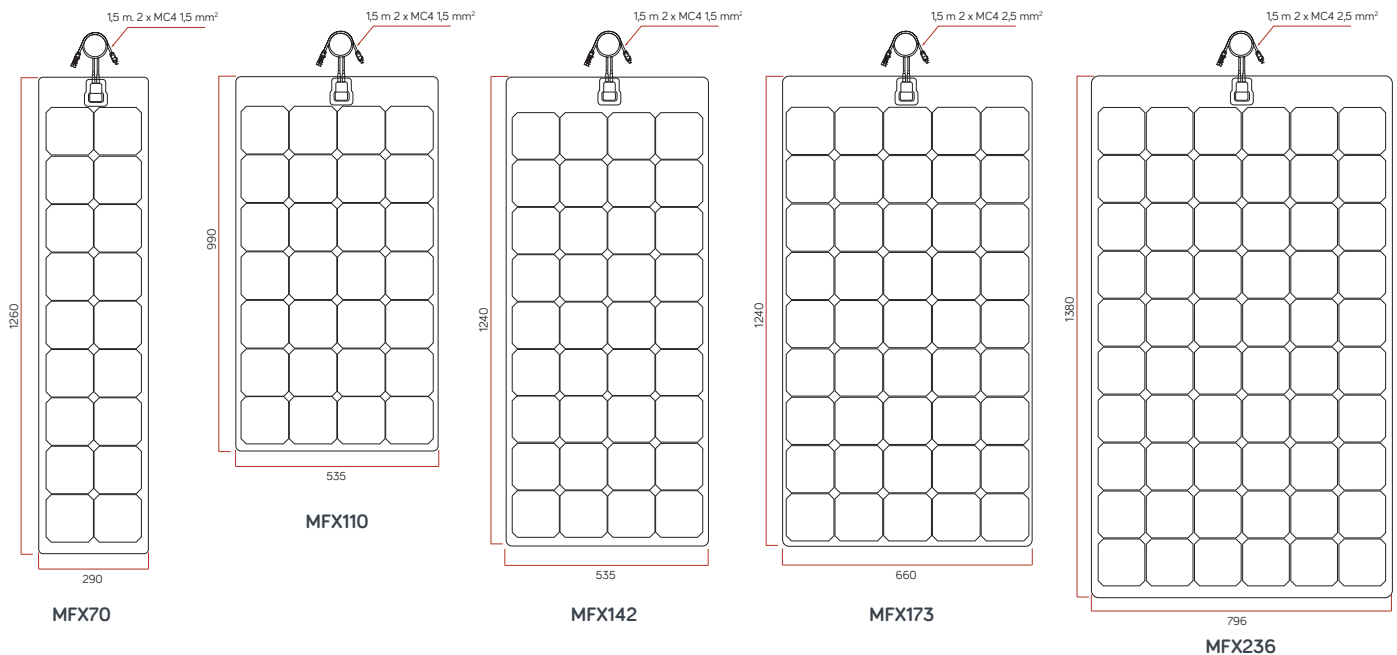 1,5 m. 2 x MC4 1,5 mm²
1,5 m 2 x MC4 1,5 mm²
1,5 m 2 x MC4 1,5 mm²
1,5 m 2 x MC4 2,5 mm²
1,5 m 2 x MC4 2,5 mm²
1260
990
1240
1240
1380
290
535
535
660
796
MFX70
MFX110
MFX142
MFX173
MFX236